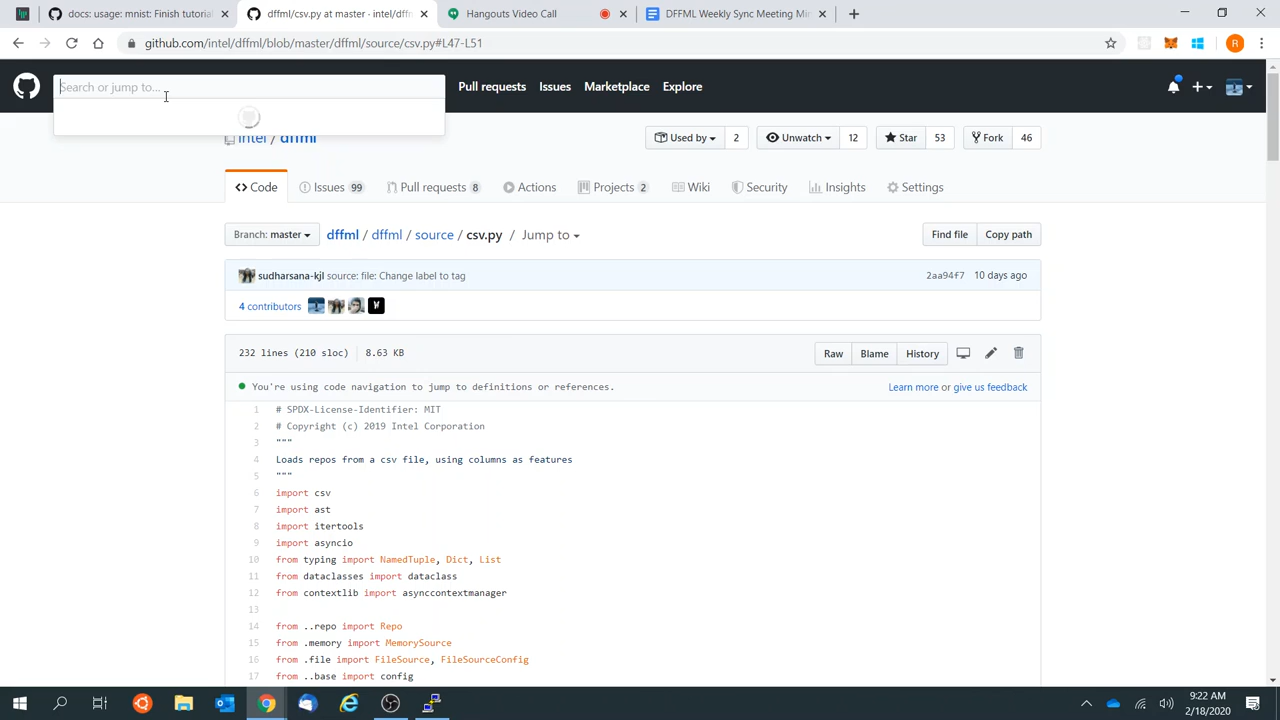 docs: usage: mnist: Finish tutorial
dffml/csv.py at master · intel/dffm
Hangouts Video Call
DFFML Weekly Sync Meeting Min
github.com/intel/dffml/blob/master/dffml/source/csv.py#L47-L51
R
Search or jump to...
Pull requests
Issues
Marketplace
Explore
intel / dffml
Used by 2
Unwatch 12
Star 53
Fork 46
Code
Issues 99
Pull requests 8
Actions
Projects 2
Wiki
Security
Insights
Settings
Branch: master
dffml / dffml / source / csv.py / Jump to
Find file
Copy path
sudharsana-kjl source: file: Change label to tag
2aa94f7 10 days ago
4 contributors
232 lines (210 sloc) 8.63 KB
Raw
Blame
History
You're using code navigation to jump to definitions or references.
Learn more or give us feedback
1 # SPDX-License-Identifier: MIT
2 # Copyright (c) 2019 Intel Corporation
3 """
4 Loads repos from a csv file, using columns as features
5 """
6 import csv
7 import ast
8 import itertools
9 import asyncio
10 from typing import NamedTuple, Dict, List
11 from dataclasses import dataclass
12 from contextlib import asynccontextmanager
13
14 from ..repo import Repo
15 from .memory import MemorySource
16 from .file import FileSource, FileSourceConfig
17 from ..base import config
9:22 AM
2/18/2020